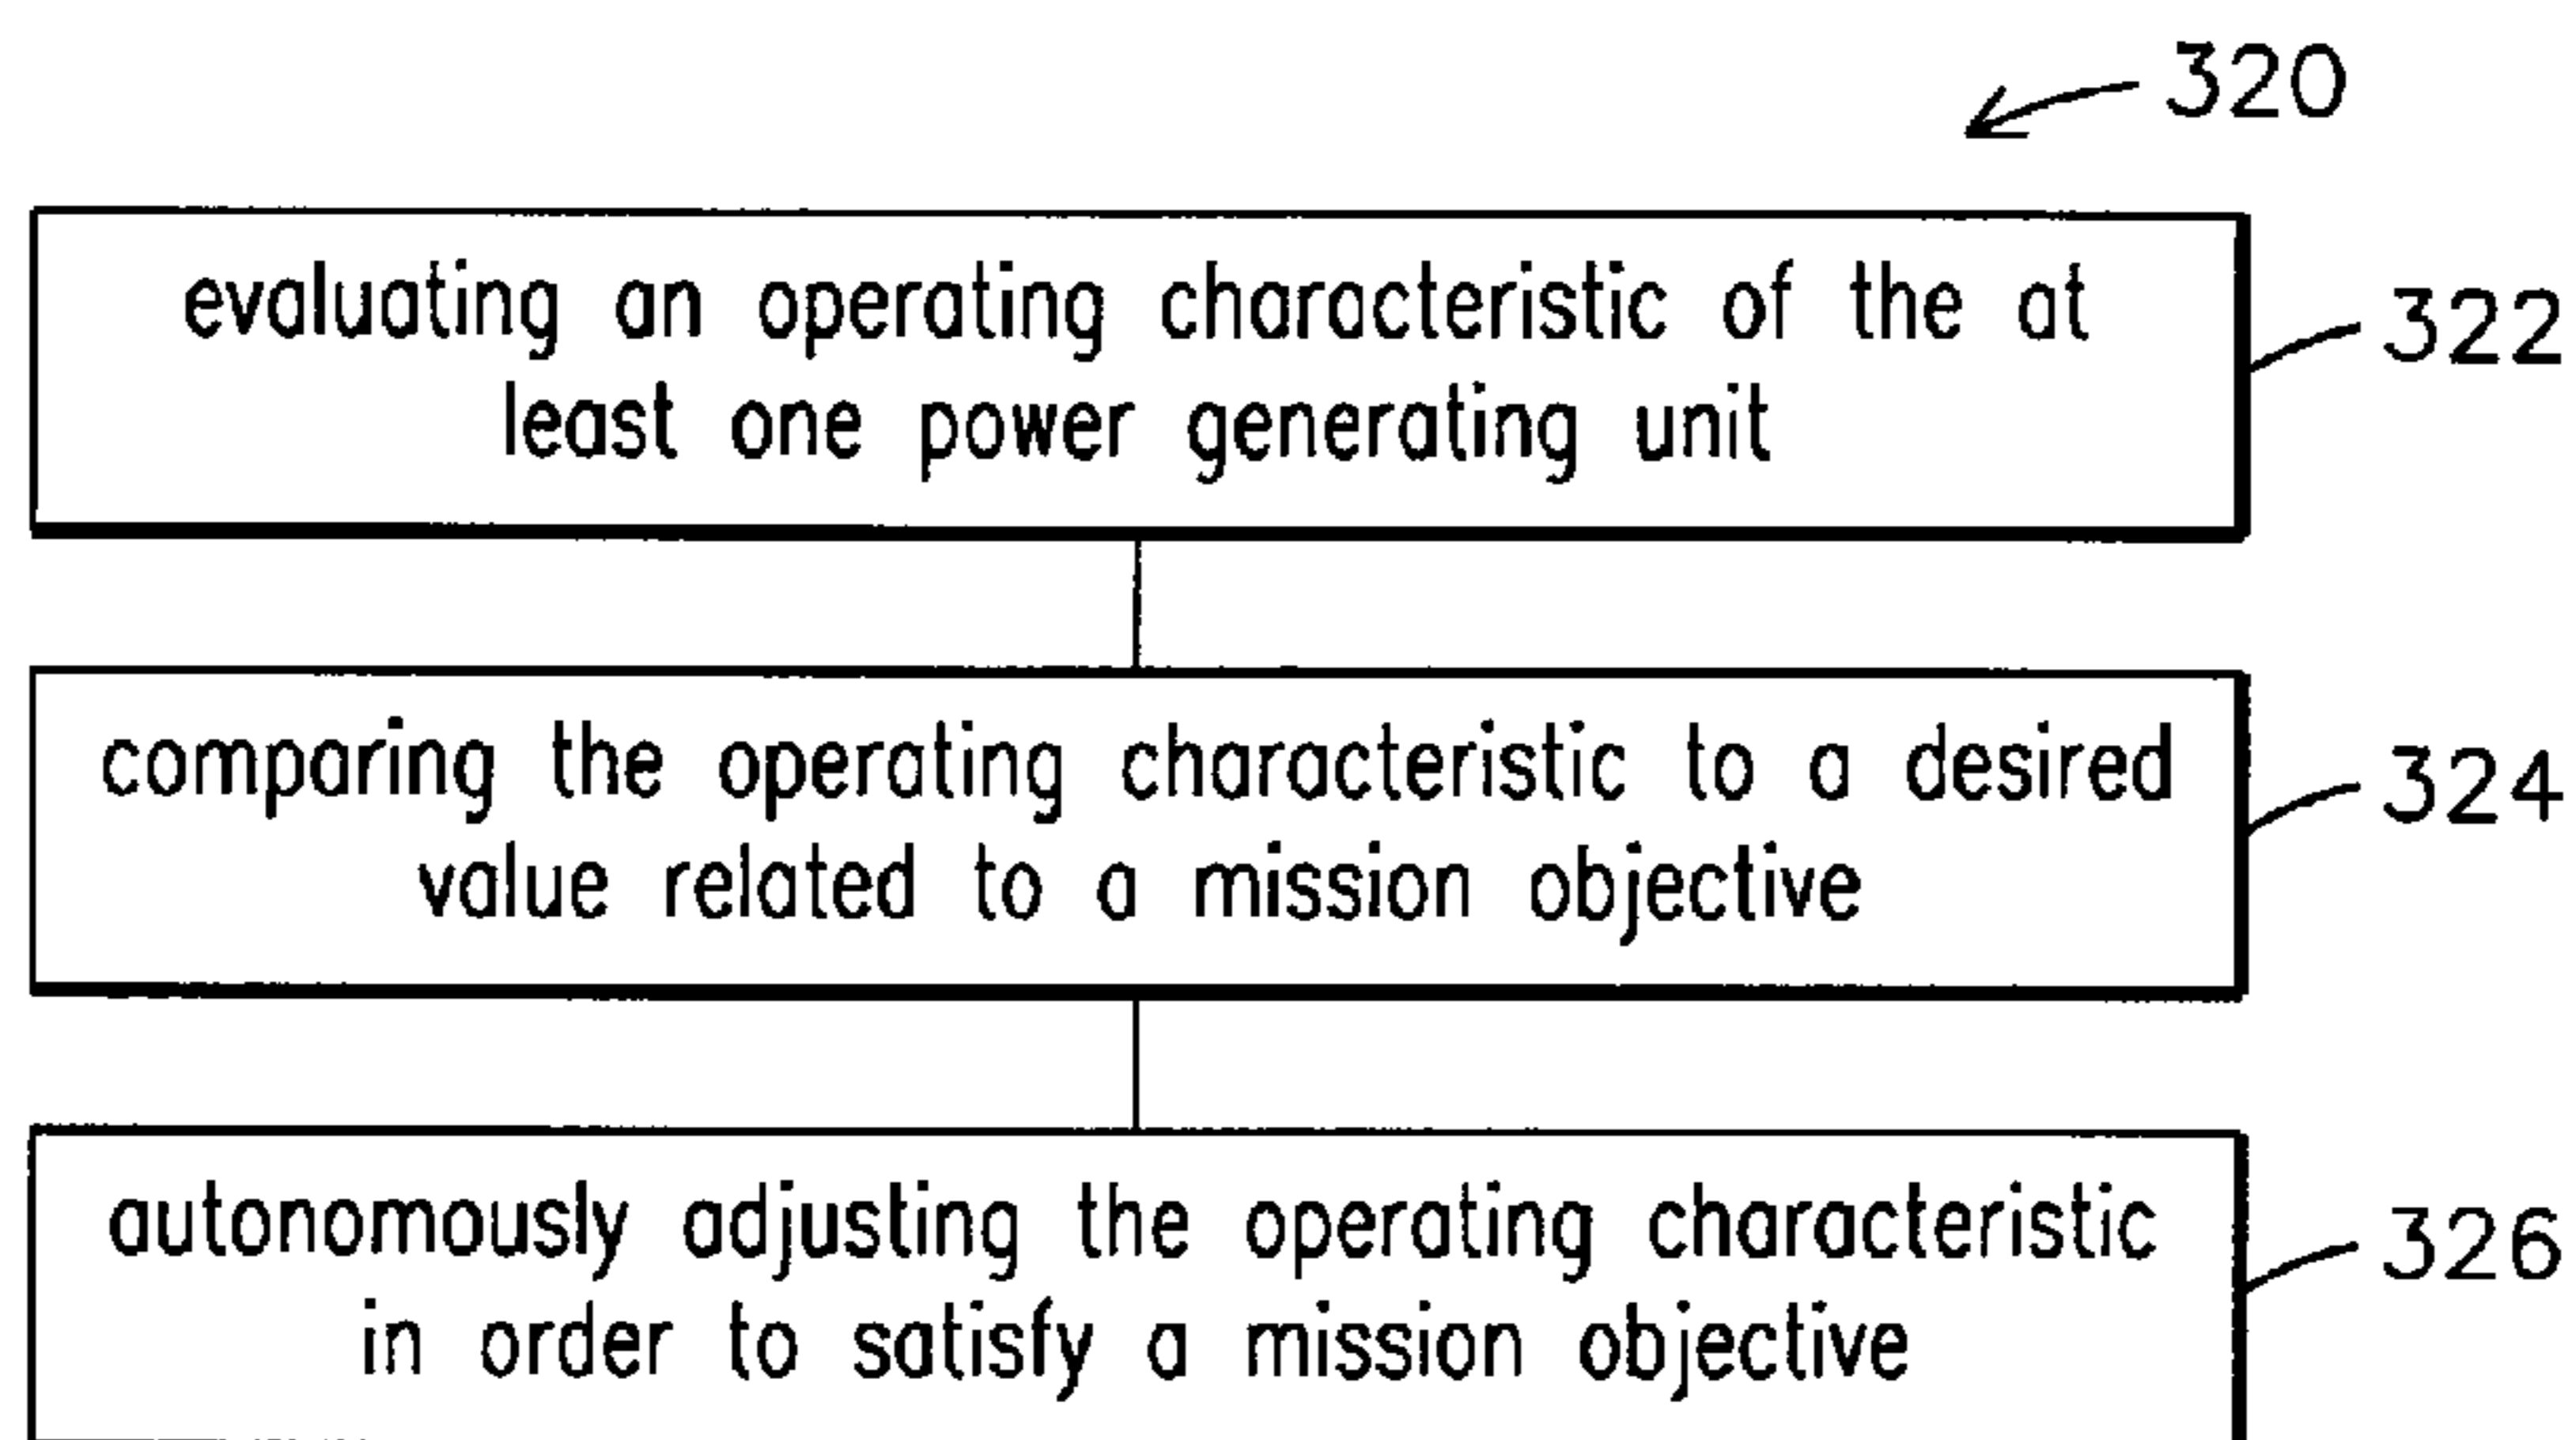 320
evaluating an operating characteristic of the at
least one power generating unit
322
comparing the operating characteristic to a desired
value related to a mission objective
324
autonomously adjusting the operating characteristic
in order to satisfy a mission objective
326